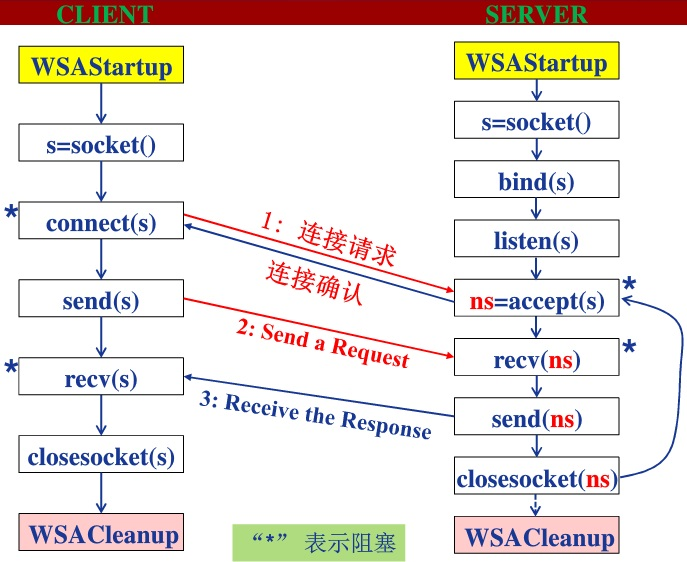 CLIENT
SERVER
WSAStartup
s=socket()
*
connect(s)
send(s)
*
recv(s)
closesocket(s)
WSACleanup
1：连接请求
连接确认
2: Send a Request
3: Receive the Response
WSAStartup
s=socket()
bind(s)
listen(s)
ns=accept(s)
*
recv(ns)
*
send(ns)
closesocket(ns)
WSACleanup
“*” 表示阻塞